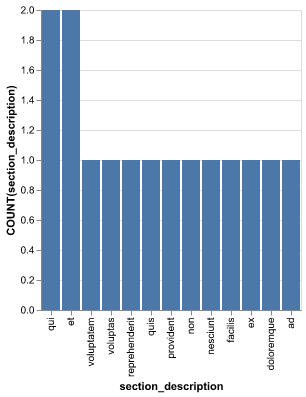 2.0
1.8
1.6
1.4
1.2
1.0
0.8
0.6
0.4
0.2
0.0
COUNT(section_description)
qui
et
voluptatem
voluptas
reprehenderit
quis
provident
non
nesciunt
facilis
ex
doloremque
ad
section_description